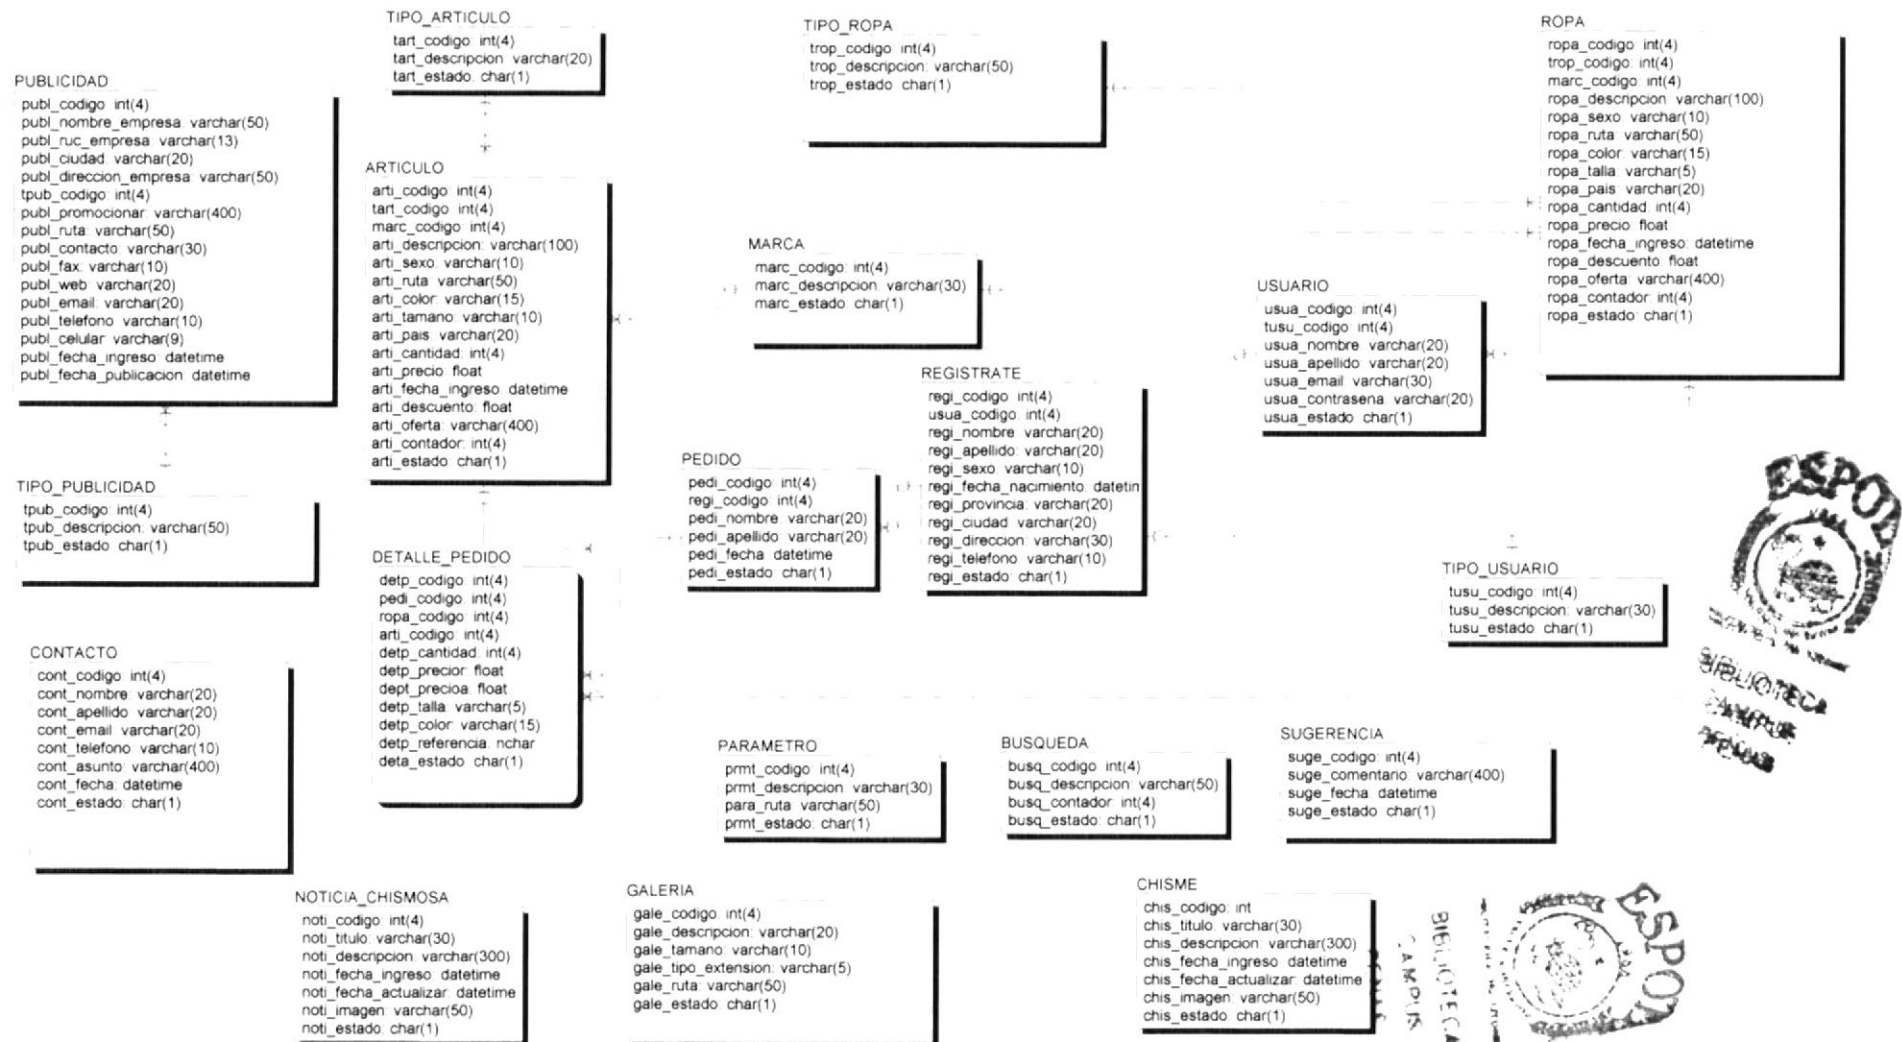 TIPO_ARTICULO
tart_codigo: int(4)
tart_descripcion: varchar(20)
tart_estado: char(1)
TIPO_ROPA
trop_codigo: int(4)
trop_descripcion: varchar(50)
trop_estado: char(1)
ROPA
ropa_codigo: int(4)
trop_codigo: int(4)
marc_codigo: int(4)
ropa_descripcion: varchar(100)
ropa_sexo: varchar(10)
ropa_ruta: varchar(50)
ropa_color: varchar(15)
ropa_talla: varchar(5)
ropa_pais: varchar(20)
ropa_cantidad: int(4)
ropa_precio: float
ropa_fecha_ingreso: datetime
ropa_descuento: float
ropa_oferta: varchar(400)
ropa_contador: int(4)
ropa_estado: char(1)
PUBLICIDAD
publ_codigo: int(4)
publ_nombre_empresa: varchar(50)
publ_ruc_empresa: varchar(13)
publ_ciudad: varchar(20)
publ_direccion_empresa: varchar(50)
tpub_codigo: int(4)
publ_promocionar: varchar(400)
publ_ruta: varchar(50)
publ_contacto: varchar(30)
publ_fax: varchar(10)
publ_web: varchar(20)
publ_email: varchar(20)
publ_telefono: varchar(10)
publ_celular: varchar(9)
publ_fecha_ingreso: datetime
publ_fecha_publicacion: datetime
ARTICULO
arti_codigo: int(4)
tart_codigo: int(4)
marc_codigo: int(4)
arti_descripcion: varchar(100)
arti_sexo: varchar(10)
arti_ruta: varchar(50)
arti_color: varchar(15)
arti_tamano: varchar(10)
arti_pais: varchar(20)
arti_cantidad: int(4)
arti_precio: float
arti_fecha_ingreso: datetime
arti_descuento: float
arti_oferta: varchar(400)
arti_contador: int(4)
arti_estado: char(1)
MARCA
marc_codigo: int(4)
marc_descripcion: varchar(30)
marc_estado: char(1)
USUARIO
usua_codigo: int(4)
tusu_codigo: int(4)
usua_nombre: varchar(20)
usua_apellido: varchar(20)
usua_email: varchar(30)
usua_contrasena: varchar(20)
usua_estado: char(1)
REGISTRATE
regi_codigo: int(4)
usua_codigo: int(4)
regi_nombre: varchar(20)
regi_apellido: varchar(20)
regi_sexo: varchar(10)
regi_fecha_nacimiento: datetin
regi_provincia: varchar(20)
regi_ciudad: varchar(20)
regi_direccion: varchar(30)
regi_telefono: varchar(10)
regi_estado: char(1)
PEDIDO
pedi_codigo: int(4)
regi_codigo: int(4)
pedi_nombre: varchar(20)
pedi_apellido: varchar(20)
pedi_fecha: datetime
pedi_estado: char(1)
TIPO_PUBLICIDAD
tpub_codigo: int(4)
tpub_descripcion: varchar(50)
tpub_estado: char(1)
DETALLE_PEDIDO
detp_codigo: int(4)
pedi_codigo: int(4)
ropa_codigo: int(4)
arti_codigo: int(4)
detp_cantidad: int(4)
detp_precior: float
dept_precioa: float
detp_talla: varchar(5)
detp_color: varchar(15)
detp_referencia: nchar
deta_estado: char(1)
TIPO_USUARIO
tusu_codigo: int(4)
tusu_descripcion: varchar(30)
tusu_estado: char(1)
ESPOL
BIBLIOTECA
CAMPUS
PEÑAS
CONTACTO
cont_codigo: int(4)
cont_nombre: varchar(20)
cont_apellido: varchar(20)
cont_email: varchar(20)
cont_telefono: varchar(10)
cont_asunto: varchar(400)
cont_fecha: datetime
cont_estado: char(1)
PARAMETRO
prmt_codigo: int(4)
prmt_descripcion: varchar(30)
para_ruta: varchar(50)
prmt_estado: char(1)
BUSQUEDA
busq_codigo: int(4)
busq_descripcion: varchar(50)
busq_contador: int(4)
busq_estado: char(1)
SUGERENCIA
suge_codigo: int(4)
suge_comentario: varchar(400)
suge_fecha: datetime
suge_estado: char(1)
NOTICIA_CHISMOSA
noti_codigo: int(4)
noti_titulo: varchar(30)
noti_descripcion: varchar(300)
noti_fecha_ingreso: datetime
noti_fecha_actualizar: datetime
noti_imagen: varchar(50)
noti_estado: char(1)
GALERIA
gale_codigo: int(4)
gale_descripcion: varchar(20)
gale_tamano: varchar(10)
gale_tipo_extension: varchar(5)
gale_ruta: varchar(50)
gale_estado: char(1)
CHISME
chis_codigo: int
chis_titulo: varchar(30)
chis_descripcion: varchar(300)
chis_fecha_ingreso: datetime
chis_fecha_actualizar: datetime
chis_imagen: varchar(50)
chis_estado: char(1)
ESPOL
BIBLIOTECA
CAMPUS